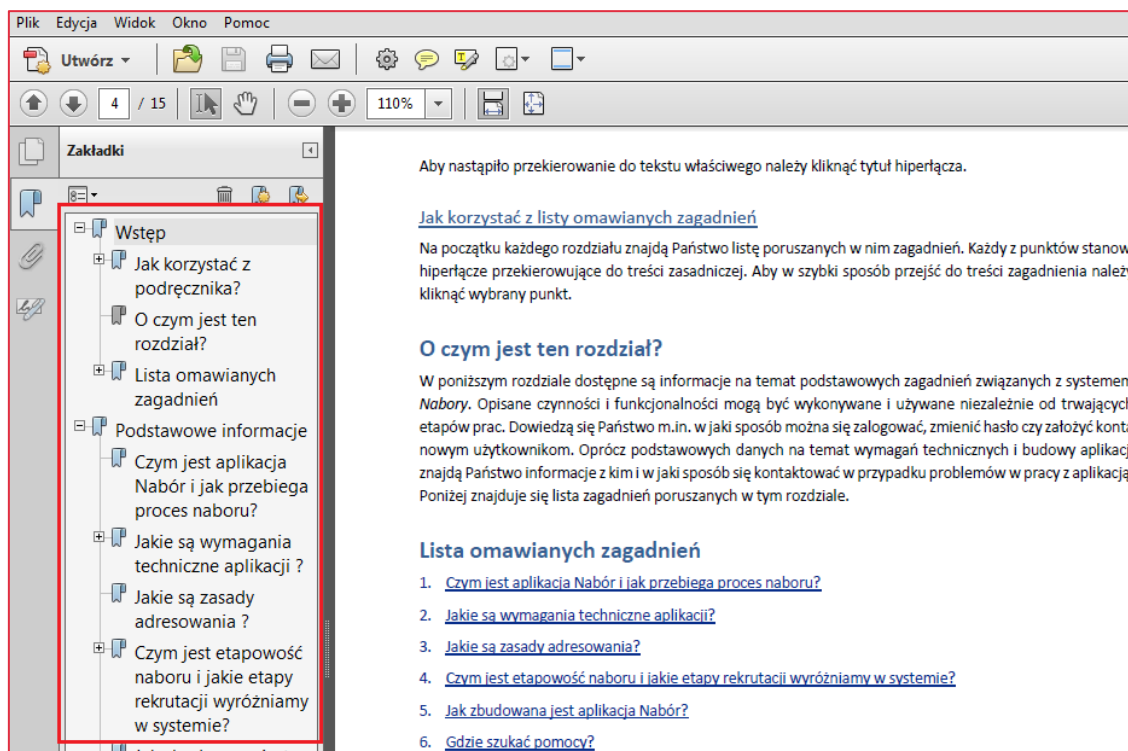 Plik Edycja Widok Okno Pomoc
Utwórz
4 / 15 110%
Zakładki
Wstęp
Jak korzystać z
podręcznika?
O czym jest ten
rozdział?
Lista omawianych
zagadnień
Podstawowe informacje
Czym jest aplikacja
Nabór i jak przebiega
proces naboru?
Jakie są wymagania
techniczne aplikacji ?
Jakie są zasady
adresowania ?
Czym jest etapowość
naboru i jakie etapy
rekrutacji wyróżniamy
w systemie?
Aby nastąpiło przekierowanie do tekstu właściwego należy kliknąć tytuł hiperłącza.
Jak korzystać z listy omawianych zagadnień
Na początku każdego rozdziału znajdą Państwo listę poruszanych w nim zagadnień. Każdy z punktów stanow
hiperłącze przekierowujące do treści zasadniczej. Aby w szybki sposób przejść do treści zagadnienia należy
kliknąć wybrany punkt.
O czym jest ten rozdział?
W poniższym rozdziale dostępne są informacje na temat podstawowych zagadnień związanych z systemem
Nabory. Opisane czynności i funkcjonalności mogą być wykonywane i używane niezależnie od trwających
etapów prac. Dowiedzą się Państwo m.in. w jaki sposób można się zalogować, zmienić hasło czy założyć konto
nowym użytkownikom. Oprócz podstawowych danych na temat wymagań technicznych i budowy aplikacj
znajdą Państwo informacje z kim i w jaki sposób się kontaktować w przypadku problemów w pracy z aplikacją
Poniżej znajduje się lista zagadnień poruszanych w tym rozdziale.
Lista omawianych zagadnień
1. Czym jest aplikacja Nabór i jak przebiega proces naboru?
2. Jakie są wymagania techniczne aplikacji?
3. Jakie są zasady adresowania?
4. Czym jest etapowość naboru i jakie etapy rekrutacji wyróżniamy w systemie?
5. Jak zbudowana jest aplikacja Nabór?
6. Gdzie szukać pomocy?